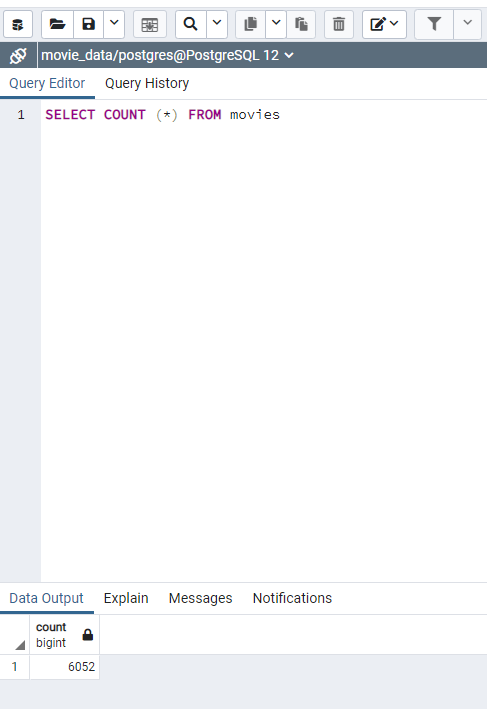 movie_data/postgres@PostgreSQL 12
Query Editor Query History
1 SELECT COUNT (*) FROM movies
Data Output Explain Messages Notifications
count
bigint
1 6052